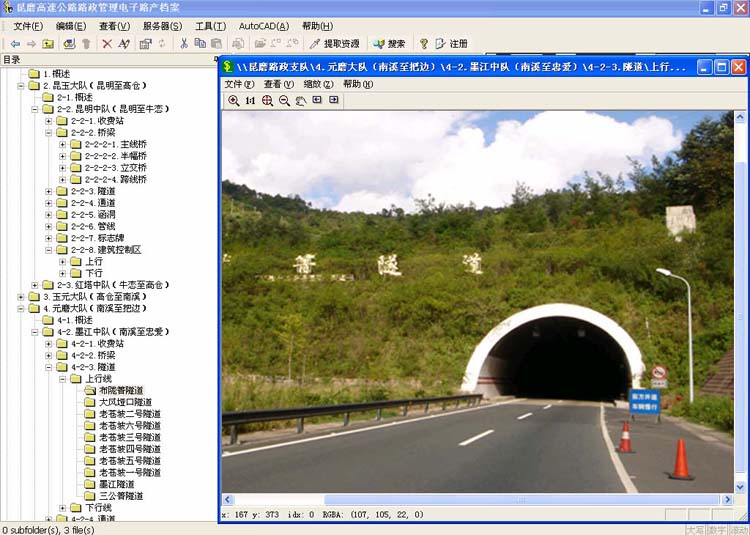 昆磨高速公路路政管理电子路产档案
文件(F) 编辑(E) 查看(V) 服务器(S) 工具(T) AutoCAD(A) 帮助(H)
提取资源 搜索 注册
目录
1.概述
2.昆玉大队(昆明至高仓)
2-1.概述
2-2.昆明中队(昆明至牛恋)
2-2-1.收费站
2-2-2.桥梁
2-2-2-1.主线桥
2-2-2-2.半幅桥
2-2-2-3.立交桥
2-2-2-4.跨线桥
2-2-3.隧道
2-2-4.通道
2-2-5.涵洞
2-2-6.管线
2-2-7.标志牌
2-2-8.建筑控制区
上行
下行
2-3.红塔中队(牛恋至高仓)
3.玉元大队(高仓至南溪)
4.元磨大队(南溪至把边)
4-1.概述
4-2.墨江中队(南溪至忠爱)
4-2-1.收费站
4-2-2.桥梁
4-2-3.隧道
上行线
布陇箐隧道
大风垭口隧道
老苍坡二号隧道
老苍坡六号隧道
老苍坡三号隧道
老苍坡四号隧道
老苍坡五号隧道
老苍坡一号隧道
墨江隧道
三公箐隧道
下行线
4-2-4.通道
0 subfolder(s), 3 file(s)
\\昆磨路政支队\4.元磨大队(南溪至把边)\4-2.墨江中队(南溪至忠爱)\4-2-3.隧道\上行...
文件(F) 查看(V) 缩放(Z) 帮助(H)
1:1
箐 隧 道
前方弯道
车辆慢行
x: 167 y: 373 idx: 0 RGBA: (107, 105, 22, 0)
大写 数字 滚动